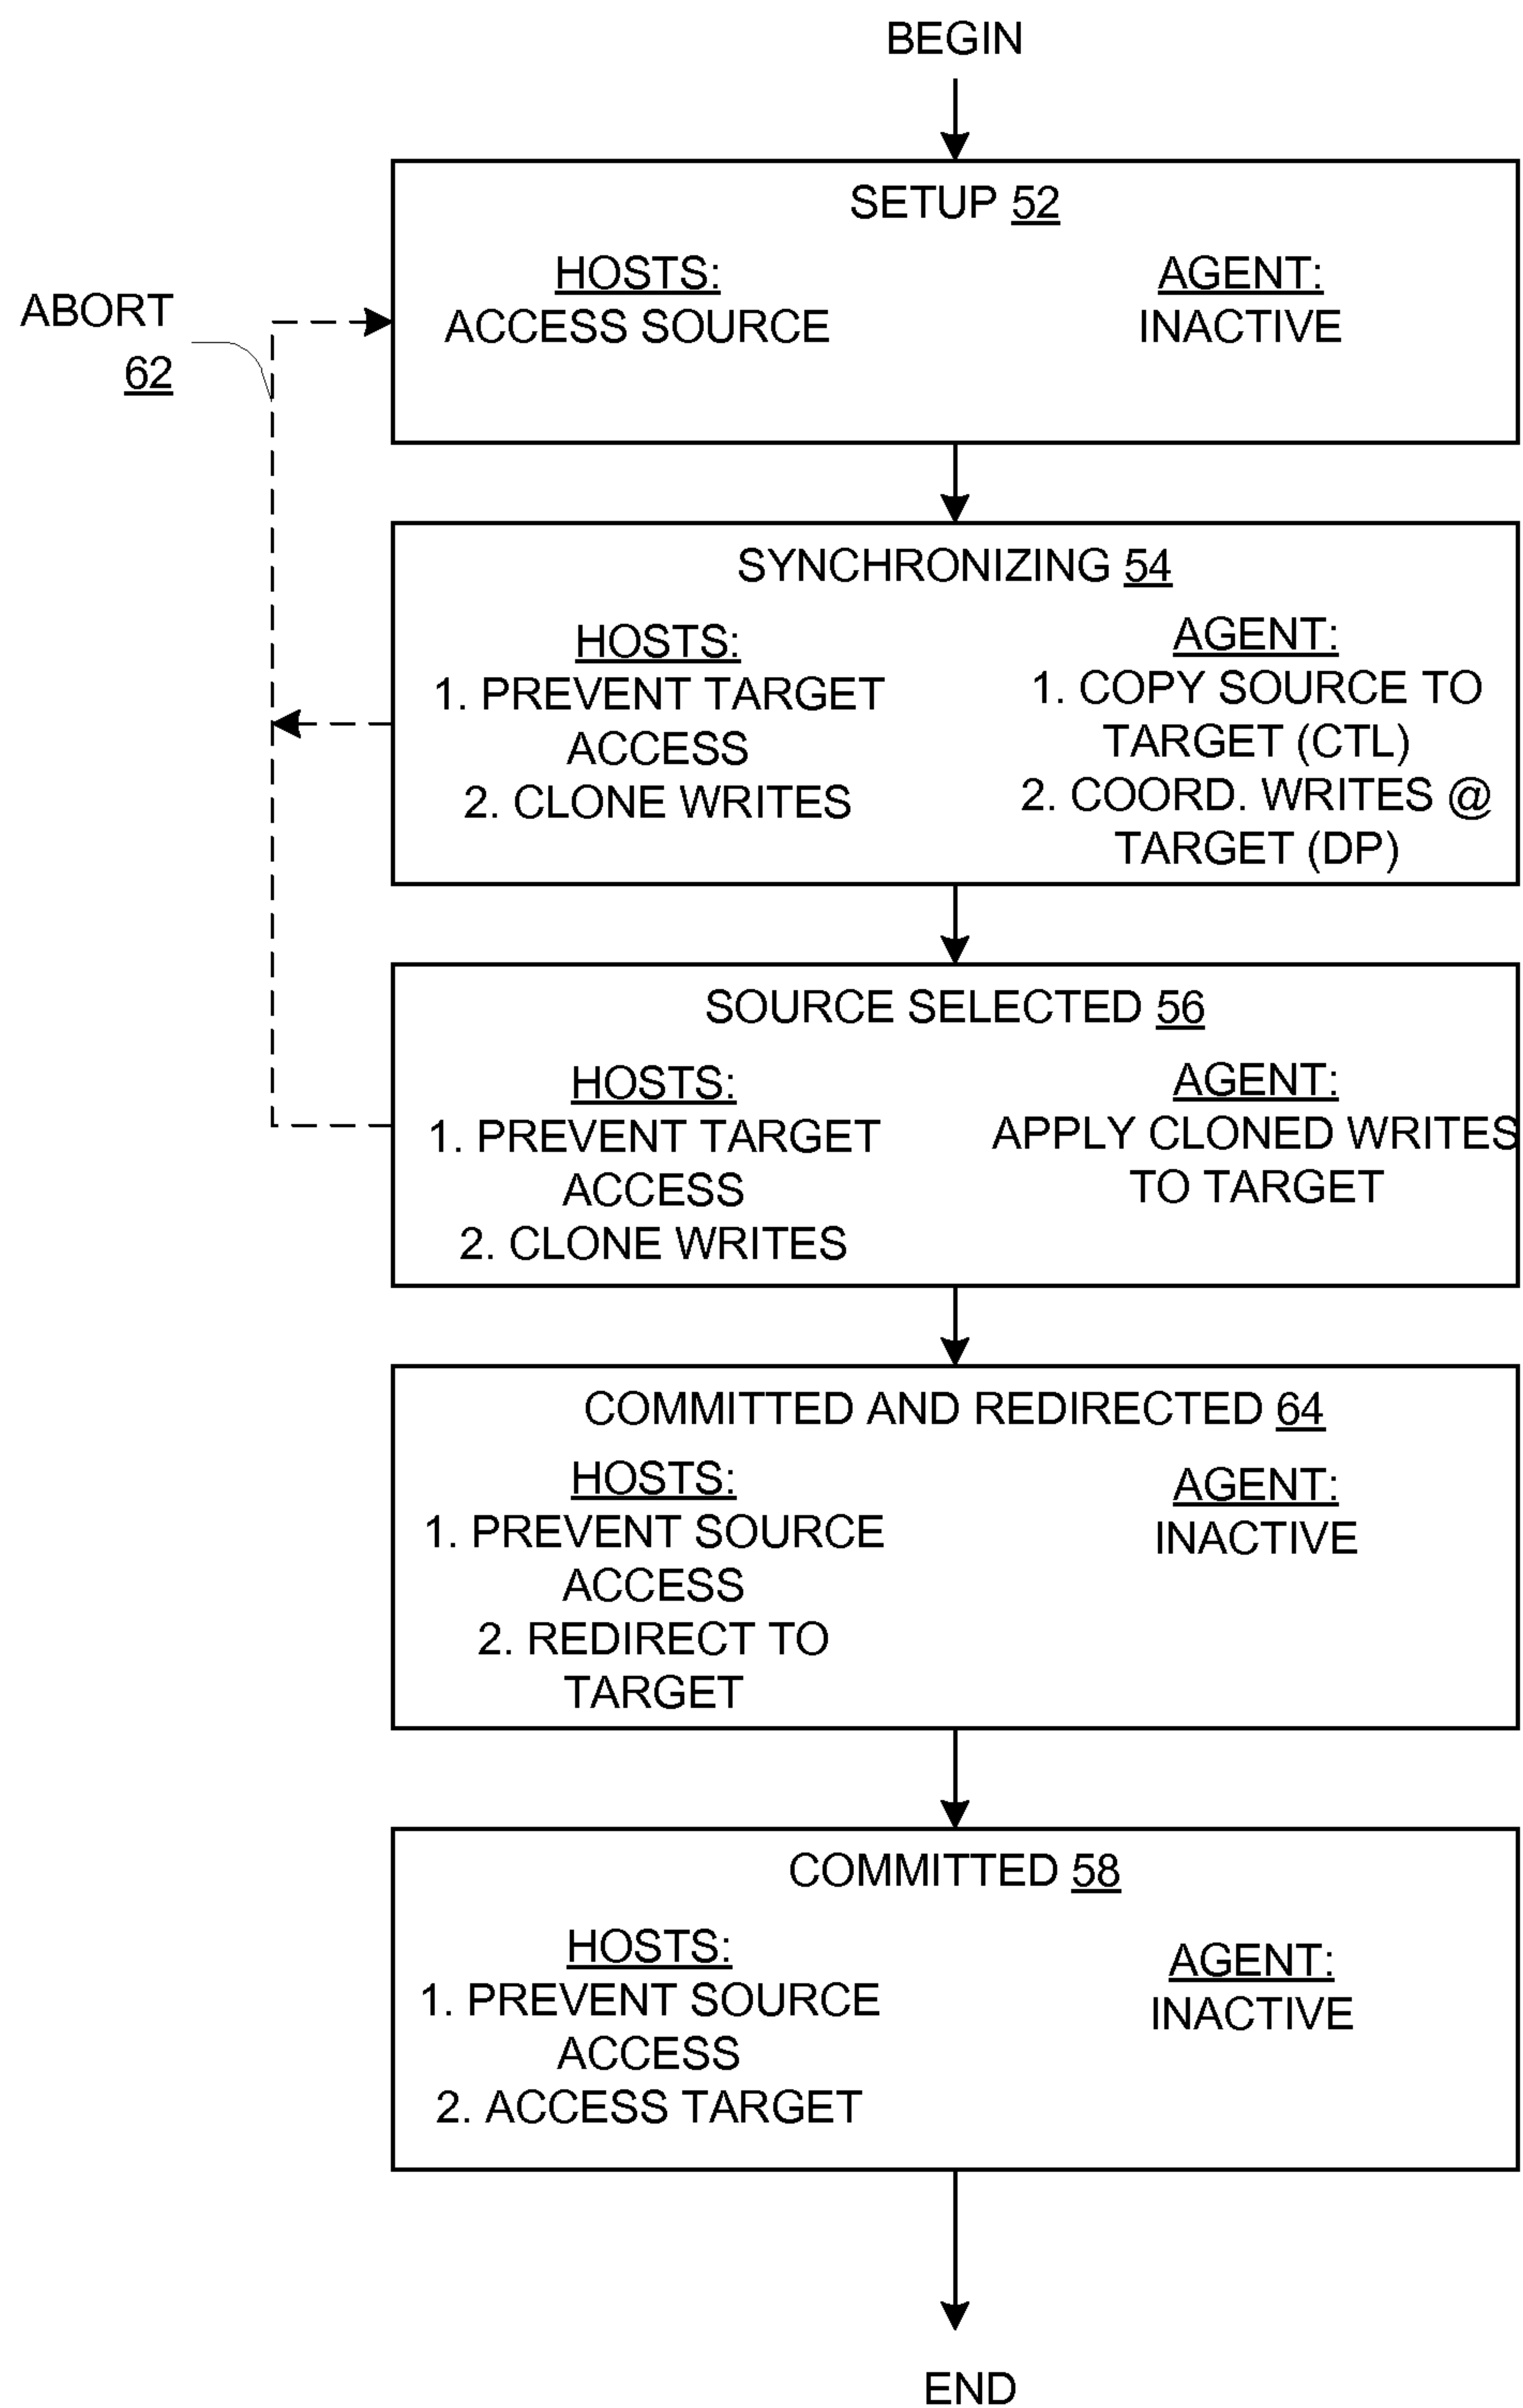 BEGIN
SETUP 52
HOSTS:
ACCESS SOURCE
AGENT:
INACTIVE
ABORT
62
SYNCHRONIZING 54
HOSTS:
1. PREVENT TARGET
ACCESS
2. CLONE WRITES
AGENT:
1. COPY SOURCE TO
TARGET (CTL)
2. COORD. WRITES @
TARGET (DP)
SOURCE SELECTED 56
HOSTS:
1. PREVENT TARGET
ACCESS
2. CLONE WRITES
AGENT:
APPLY CLONED WRITES
TO TARGET
COMMITTED AND REDIRECTED 64
HOSTS:
1. PREVENT SOURCE
ACCESS
2. REDIRECT TO
TARGET
AGENT:
INACTIVE
COMMITTED 58
HOSTS:
1. PREVENT SOURCE
ACCESS
2. ACCESS TARGET
AGENT:
INACTIVE
END